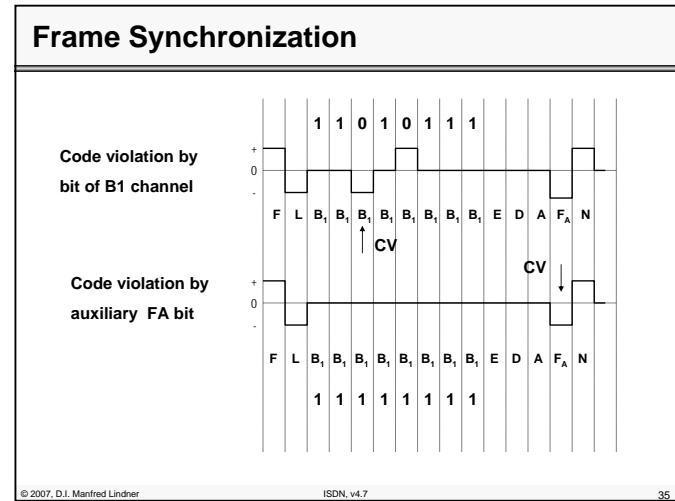 Frame Synchronization
1 1 0 1 0 1 1 1
Code violation by
bit of B1 channel
+
0
-
F L B1 B1 B1 B1 B1 B1 B1 B1 E D A FA N
CV
CV
Code violation by
auxiliary FA bit
+
0
-
F L B1 B1 B1 B1 B1 B1 B1 B1 E D A FA N
1 1 1 1 1 1 1 1
© 2007, D.I. Manfred Lindner ISDN, v4.7 35